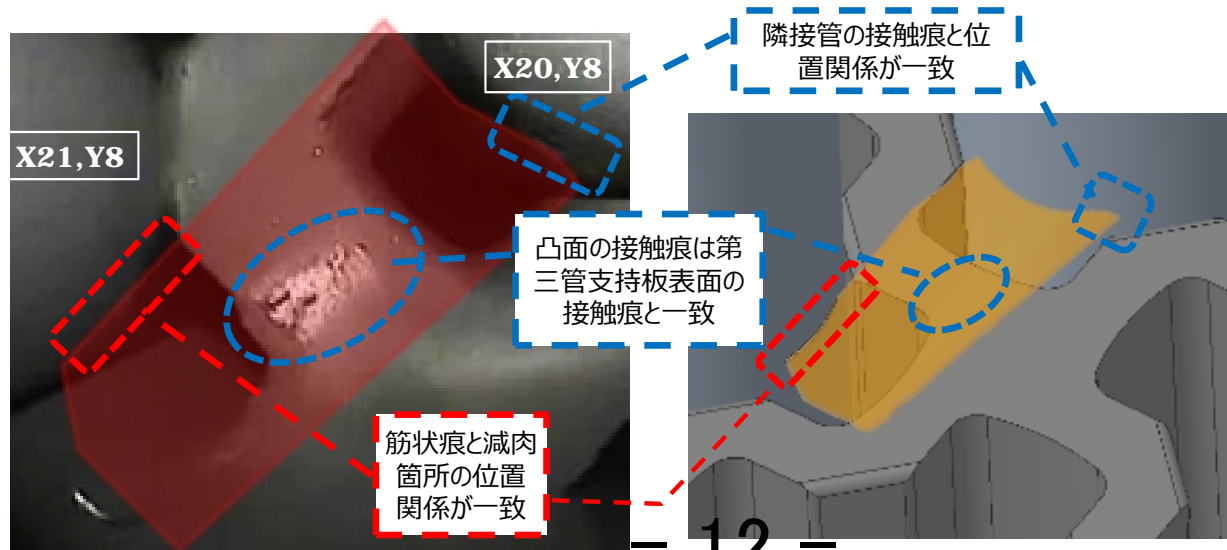 X20,Y8
隣接管の接触痕と位
置関係が一致
X21,Y8
凸面の接触痕は第
三管支持板表面の
接触痕と一致
筋状痕と減肉
箇所の位置
関係が一致
- 12 -